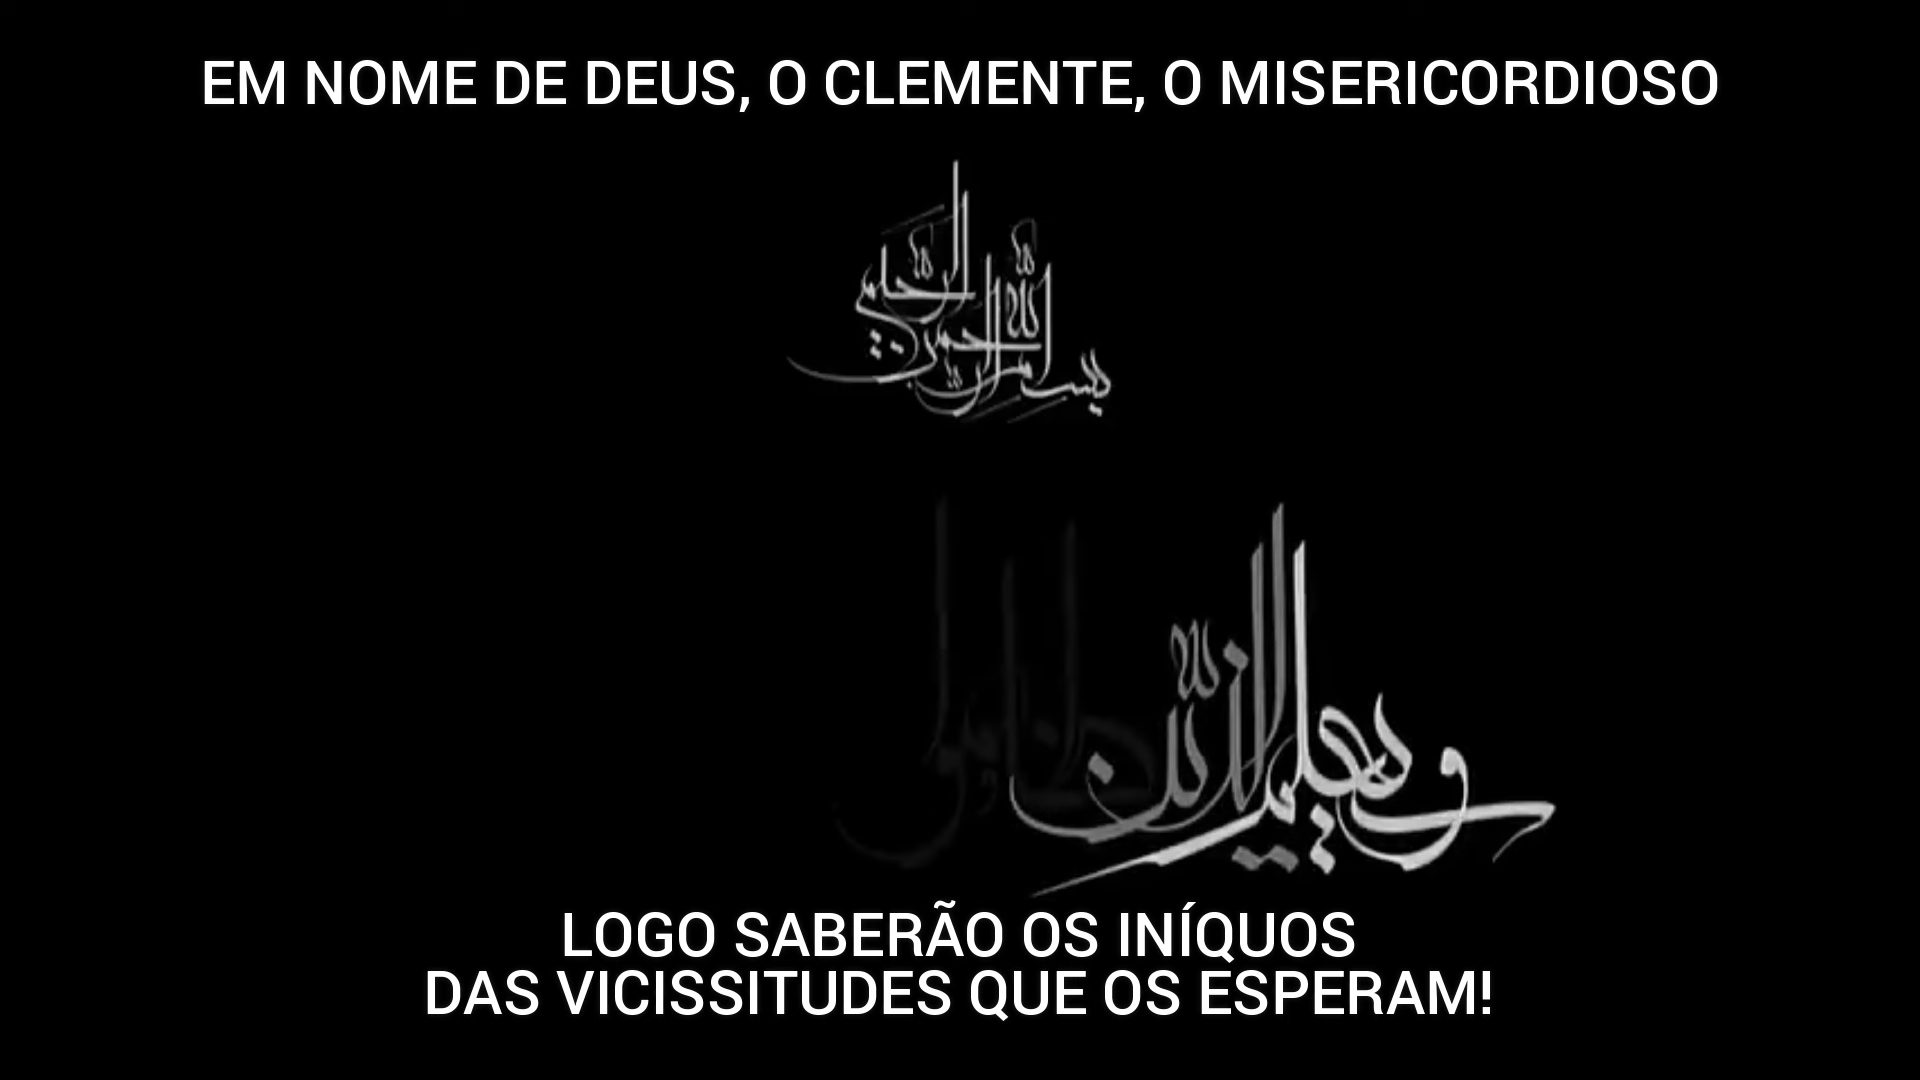 EM NOME DE DEUS, O CLEMENTE, O MISERICORDIOSO
بسم الله الرحمن الرحيم
وسيعلم الذين ظلموا
LOGO SABERÃO OS INÍQUOS
DAS VICISSITUDES QUE OS ESPERAM!